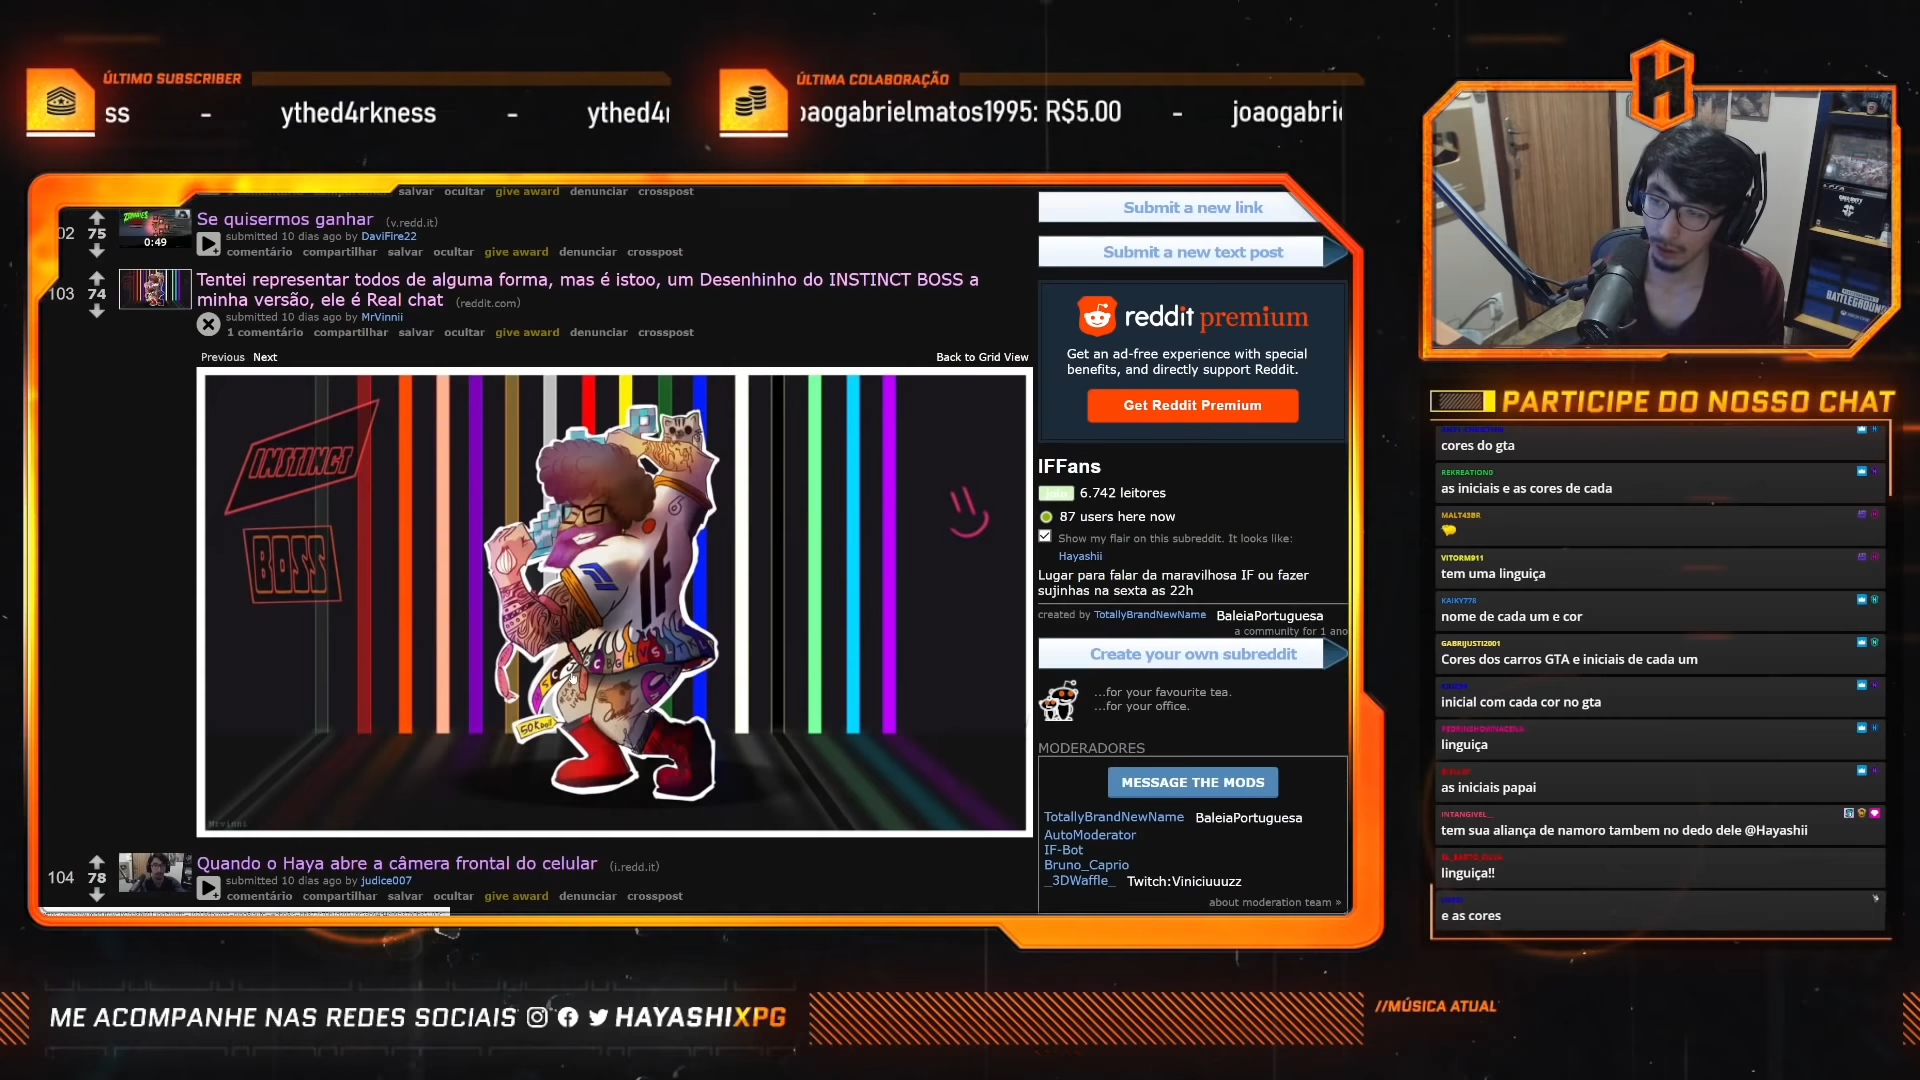 ÚLTIMO SUBSCRIBER
ss - ythed4rkness - ythed4r
ÚLTIMA COLABORAÇÃO
oaogabrielmatos1995: R$5.00 - joaogabri
salvar ocultar give award denunciar crosspost
02 75 0:49 Se quisermos ganhar (v.redd.it)
submitted 10 dias ago by DaviFire22
comentário compartilhar salvar ocultar give award denunciar crosspost
103 74 Tentei representar todos de alguma forma, mas é istoo, um Desenhinho do INSTINCT BOSS a
minha versão, ele é Real chat (reddit.com)
submitted 10 dias ago by MrVinnii
1 comentário compartilhar salvar ocultar give award denunciar crosspost
Previous Next Back to Grid View
INSTINCT
BOSS
IF
6
50K
104 78 Quando o Haya abre a câmera frontal do celular (i.redd.it)
submitted 10 dias ago by judice007
comentário compartilhar salvar ocultar give award denunciar crosspost
Submit a new link
Submit a new text post
reddit premium
Get an ad-free experience with special
benefits, and directly support Reddit.
Get Reddit Premium
IFFans
6.742 leitores
87 users here now
Show my flair on this subreddit. It looks like:
Hayashii
Lugar para falar da maravilhosa IF ou fazer
sujinhas na sexta as 22h
created by TotallyBrandNewName BaleiaPortuguesa
a community for 1 ano
Create your own subreddit
...for your favourite tea.
...for your office.
MODERADORES
MESSAGE THE MODS
TotallyBrandNewName BaleiaPortuguesa
AutoModerator
IF-Bot
Bruno_Caprio
_3DWaffle_ Twitch:Viniciuuuzz
about moderation team »
H
BATTLEGROUNDS
PARTICIPE DO NOSSO CHAT
cores do gta
REKREATION0
as iniciais e as cores de cada
MALT43BR
VITORM911
tem uma linguiça
KAIKY778
nome de cada um e cor
GABRIJUSTI2001
Cores dos carros GTA e iniciais de cada um
inicial com cada cor no gta
linguiça
as iniciais papai
INTANGIVEL_
tem sua aliança de namoro tambem no dedo dele @Hayashii
linguiça!!
e as cores
ME ACOMPANHE NAS REDES SOCIAIS HAYASHIXPG
//MÚSICA ATUAL